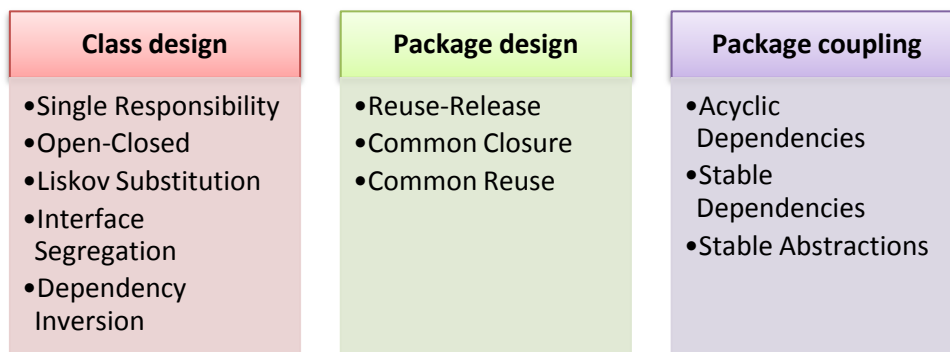 Class design
•Single Responsibility
•Open-Closed
•Liskov Substitution
•Interface
Segregation
•Dependency
Inversion
Package design
•Reuse-Release
•Common Closure
•Common Reuse
Package coupling
•Acyclic
Dependencies
•Stable
Dependencies
•Stable Abstractions